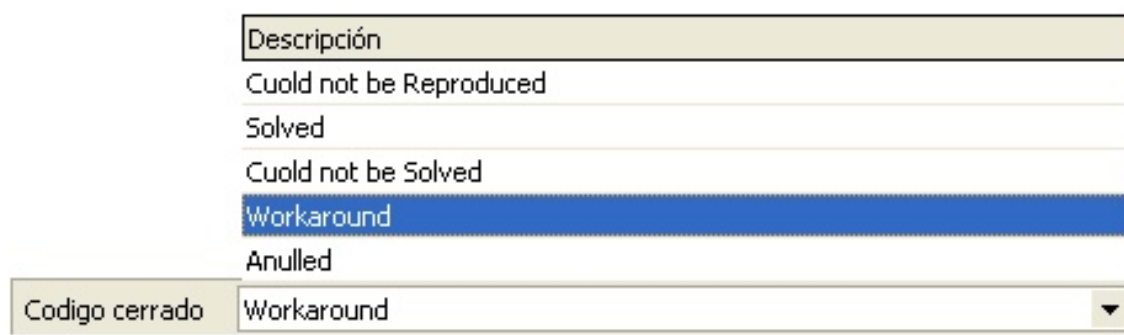 Descripción
Cuold not be Reproduced
Solved
Cuold not be Solved
Workaround
Anulled
Codigo cerrado Workaround